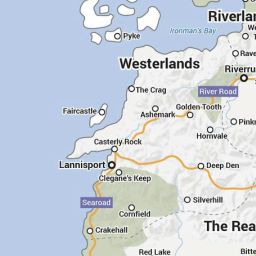 Riverlan
Ironman's Bay
Pyke
Westerlands
Riverru
The Crag
River Road
Faircastle
Ashemark
Golden Tooth
Pinkm
Hornvale
Casterly Rock
Lannisport
Deep Den
Clegane's Keep
Searoad
Silverhill
Cornfield
The Rea
Crakehall
Red Lake